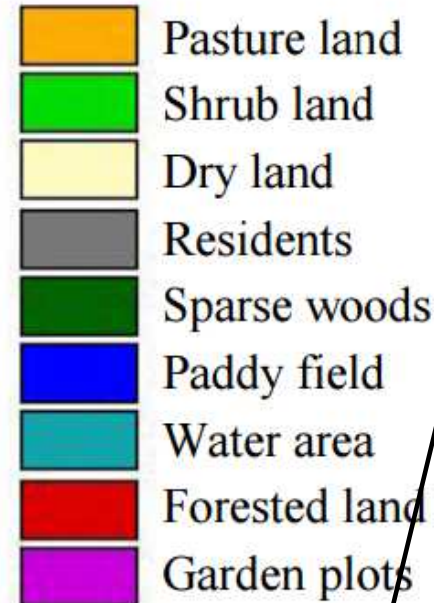 Pasture land
Shrub land
Dry land
Residents
Sparse woods
Paddy field
Water area
Forested land
Garden plots